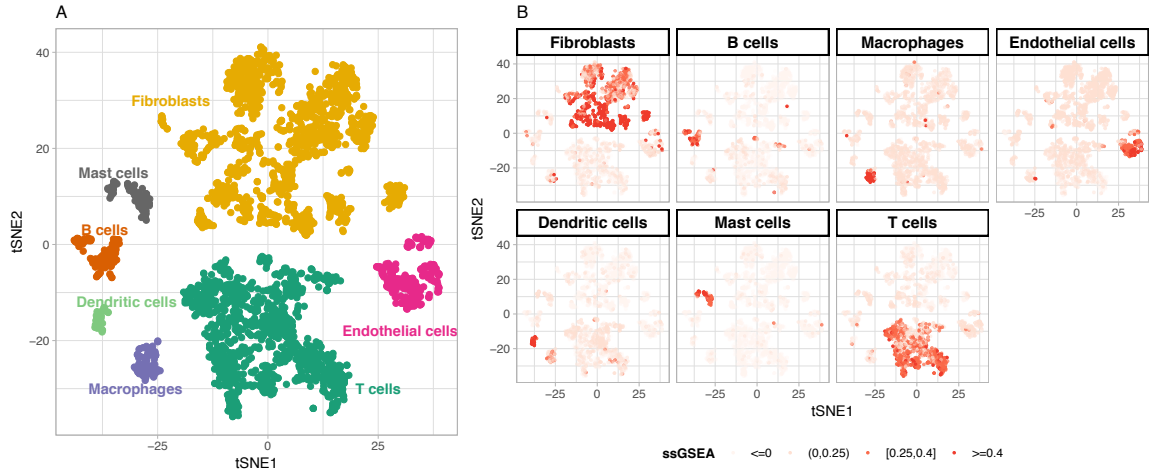 A
tSNE2
40
20
0
−20
−25
0
25
tSNE1
Fibroblasts
Mast cells
B cells
Dendritic cells
Macrophages
Endothelial cells
T cells
B
Fibroblasts
B cells
Macrophages
Endothelial cells
40
20
0
−20
−25
0
25
Dendritic cells
Mast cells
T cells
tSNE2
40
20
0
−20
−25
0
25
−25
0
25
−25
0
25
tSNE1
ssGSEA
<=0
(0,0.25)
[0.25,0.4]
>=0.4